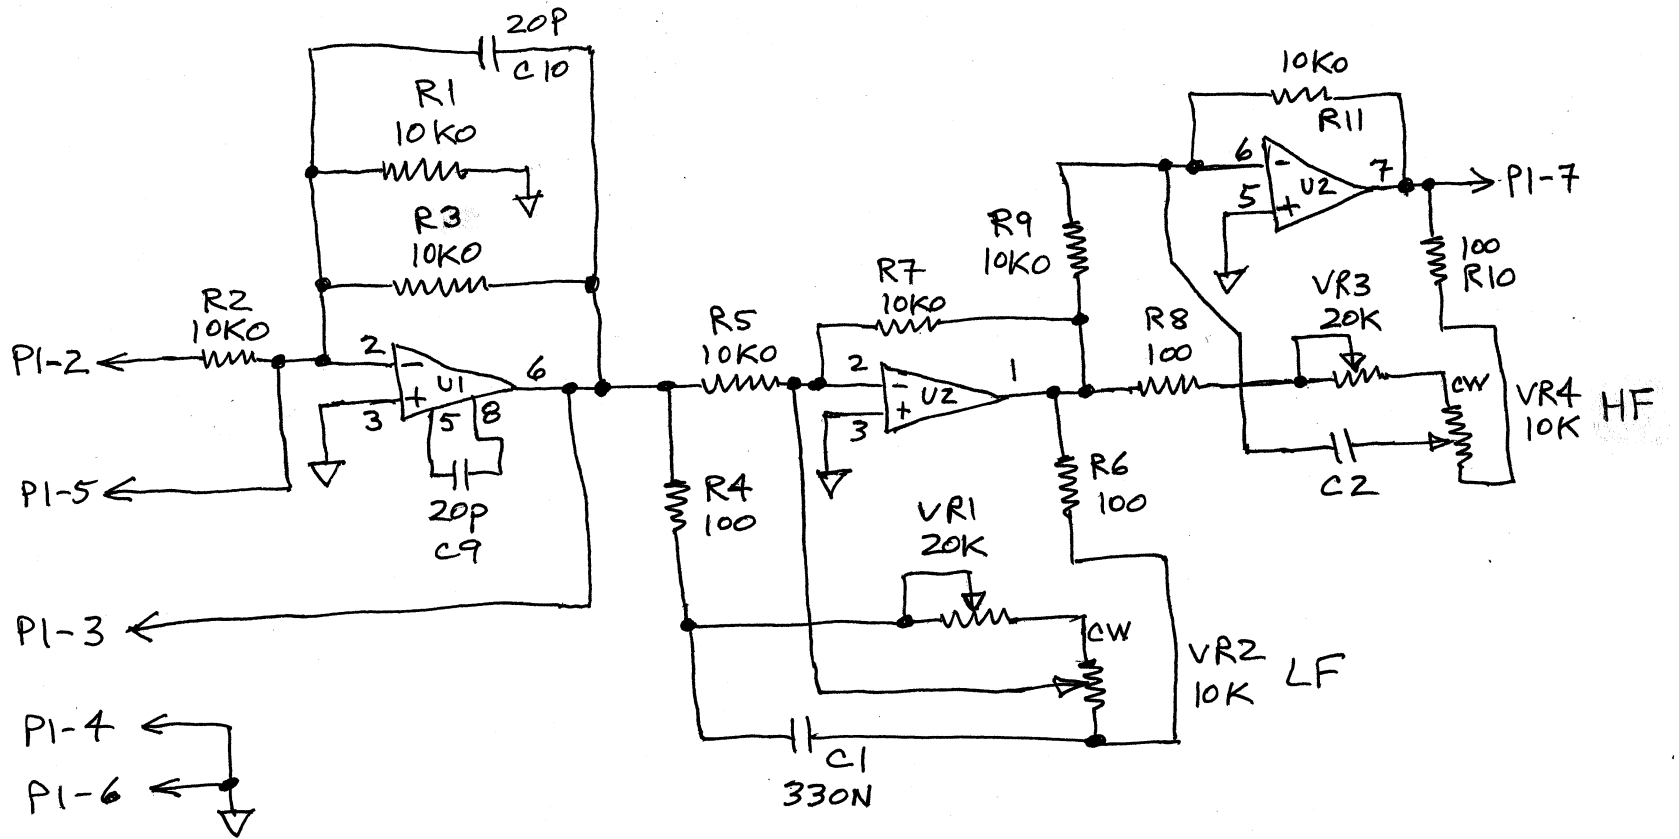 20P
C10
R1
10K0
R3
10K0
R2
10K0
P1-2
2
-
U1
+
3
5
8
6
20P
C9
P1-5
P1-3
P1-4
P1-6
R5
10K0
R4
100
R7
10K0
2
-
U2
+
3
1
R9
10K0
10K0
R11
6
-
U2
5
+
7
P1-7
100
R10
R8
100
VR3
20K
CW
VR4
10K
HF
C2
R6
100
VR1
20K
CW
VR2
10K
LF
C1
330N